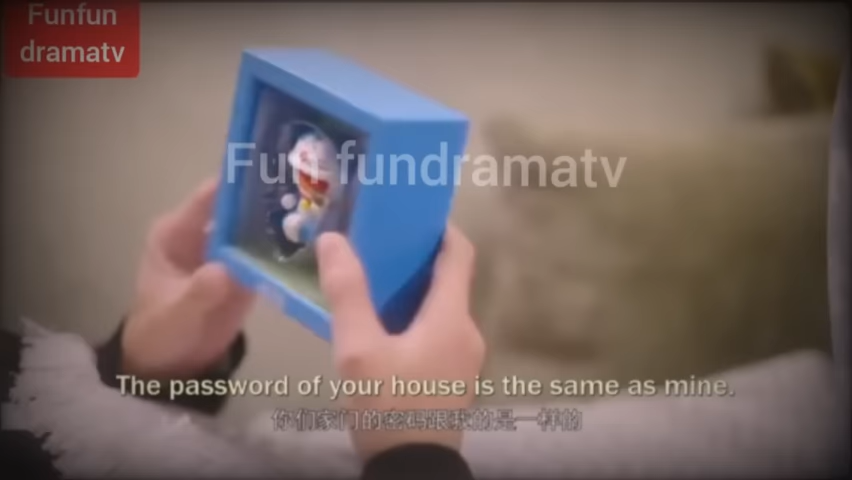 Funfun
dramatv
Fun fundramatv
The password of your house is the same as mine.
你们家门的密码跟我的是一样的